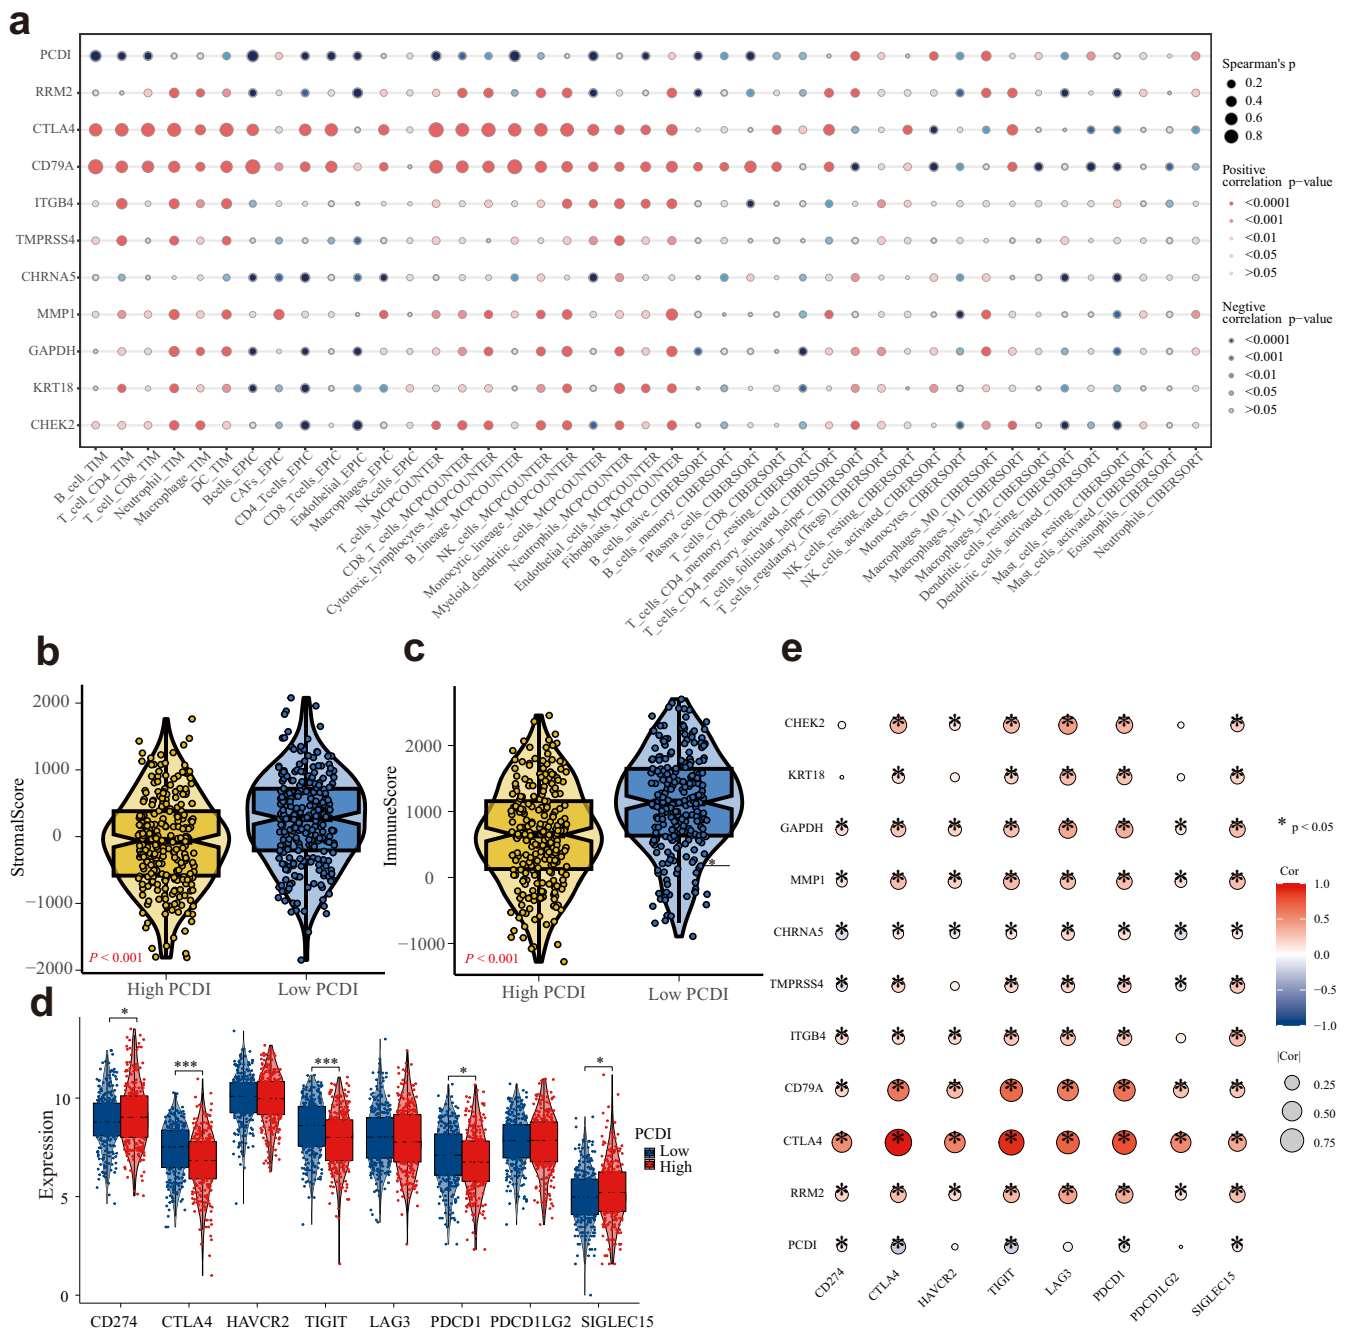 a
PCDI
RRM2
CTLA4
CD79A
ITGB4
TMPRSS4
CHRNA5
MMP1
GAPDH
KRT18
CHEK2
Spearman's p
0.2
0.4
0.6
0.8
Positive
correlation p-value
<0.0001
<0.001
<0.01
<0.05
>0.05
Negtive
correlation p-value
<0.0001
<0.001
<0.01
<0.05
>0.05
B_cell_TIM
T_cell_CD4_TIM
T_cell_CD8_TIM
Neutrophil_TIM
Macrophage_TIM
DC_TIM
Bcells_EPIC
CAFs_EPIC
CD4_Tcells_EPIC
CD8_Tcells_EPIC
Endothelial_EPIC
Macrophages_EPIC
NKcells_EPIC
T_cells_MCPCOUNTER
CD8_T_cells_MCPCOUNTER
Cytotoxic_lymphocytes_MCPCOUNTER
B_lineage_MCPCOUNTER
NK_cells_MCPCOUNTER
Monocytic_lineage_MCPCOUNTER
Myeloid_dendritic_cells_MCPCOUNTER
Neutrophils_MCPCOUNTER
Endothelial_cells_MCPCOUNTER
Fibroblasts_MCPCOUNTER
B_cells_naive_CIBERSORT
B_cells_memory_CIBERSORT
Plasma_cells_CIBERSORT
T_cells_CD8_CIBERSORT
T_cells_CD4_memory_resting_CIBERSORT
T_cells_CD4_memory_activated_CIBERSORT
T_cells_follicular_helper_CIBERSORT
T_cells_regulatory_(Tregs)_CIBERSORT
NK_cells_resting_CIBERSORT
NK_cells_activated_CIBERSORT
Monocytes_CIBERSORT
Macrophages_M0_CIBERSORT
Macrophages_M1_CIBERSORT
Macrophages_M2_CIBERSORT
Dendritic_cells_resting_CIBERSORT
Dendritic_cells_activated_CIBERSORT
Mast_cells_resting_CIBERSORT
Mast_cells_activated_CIBERSORT
Eosinophils_CIBERSORT
Neutrophils_CIBERSORT
b
StromalScore
2000
1000
0
−1000
−2000
P < 0.001
High PCDI
Low PCDI
c
ImmuneScore
2000
1000
0
−1000
*
P < 0.001
High PCDI
Low PCDI
d
Expression
10
5
0
*
***
***
*
*
PCDI
Low
High
CD274
CTLA4
HAVCR2
TIGIT
LAG3
PDCD1
PDCD1LG2
SIGLEC15
e
CHEK2 * * * * * *
KRT18 * * * * *
GAPDH * * * * * * * *
MMP1 * * * * * * * *
CHRNA5 * * * * * * * *
TMPRSS4 * * * * * * *
ITGB4 * * * * * * *
CD79A * * * * * * * *
CTLA4 * * * * * * * *
RRM2 * * * * * * * *
PCDI * * * * *
CD274
CTLA4
HAVCR2
TIGIT
LAG3
PDCD1
PDCD1LG2
SIGLEC15
* p < 0.05
Cor
1.0
0.5
0.0
−0.5
−1.0
|Cor|
0.25
0.50
0.75